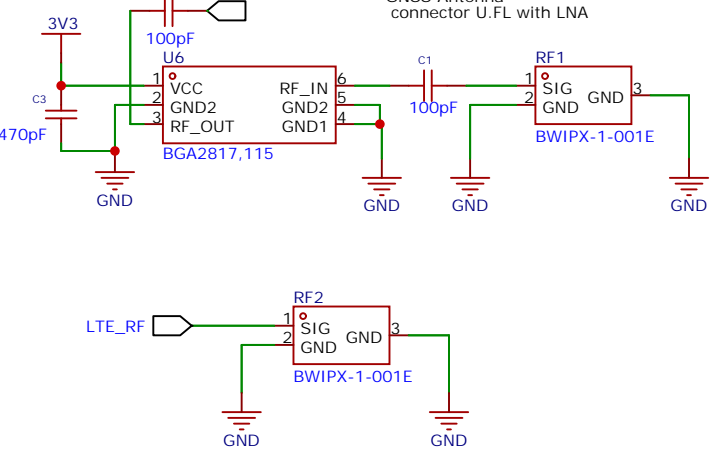 connector U.FL with LNA
3V3
100pF
U6
C3
470pF
1
VCC
2
GND2
3
RF_OUT
RF_IN
6
GND2
5
GND1
4
BGA2817,115
GND
GND
C1
100pF
RF1
1
SIG
2
GND
GND
3
BWIPX-1-001E
GND
GND
LTE_RF
RF2
1
SIG
2
GND
GND
3
BWIPX-1-001E
GND
GND